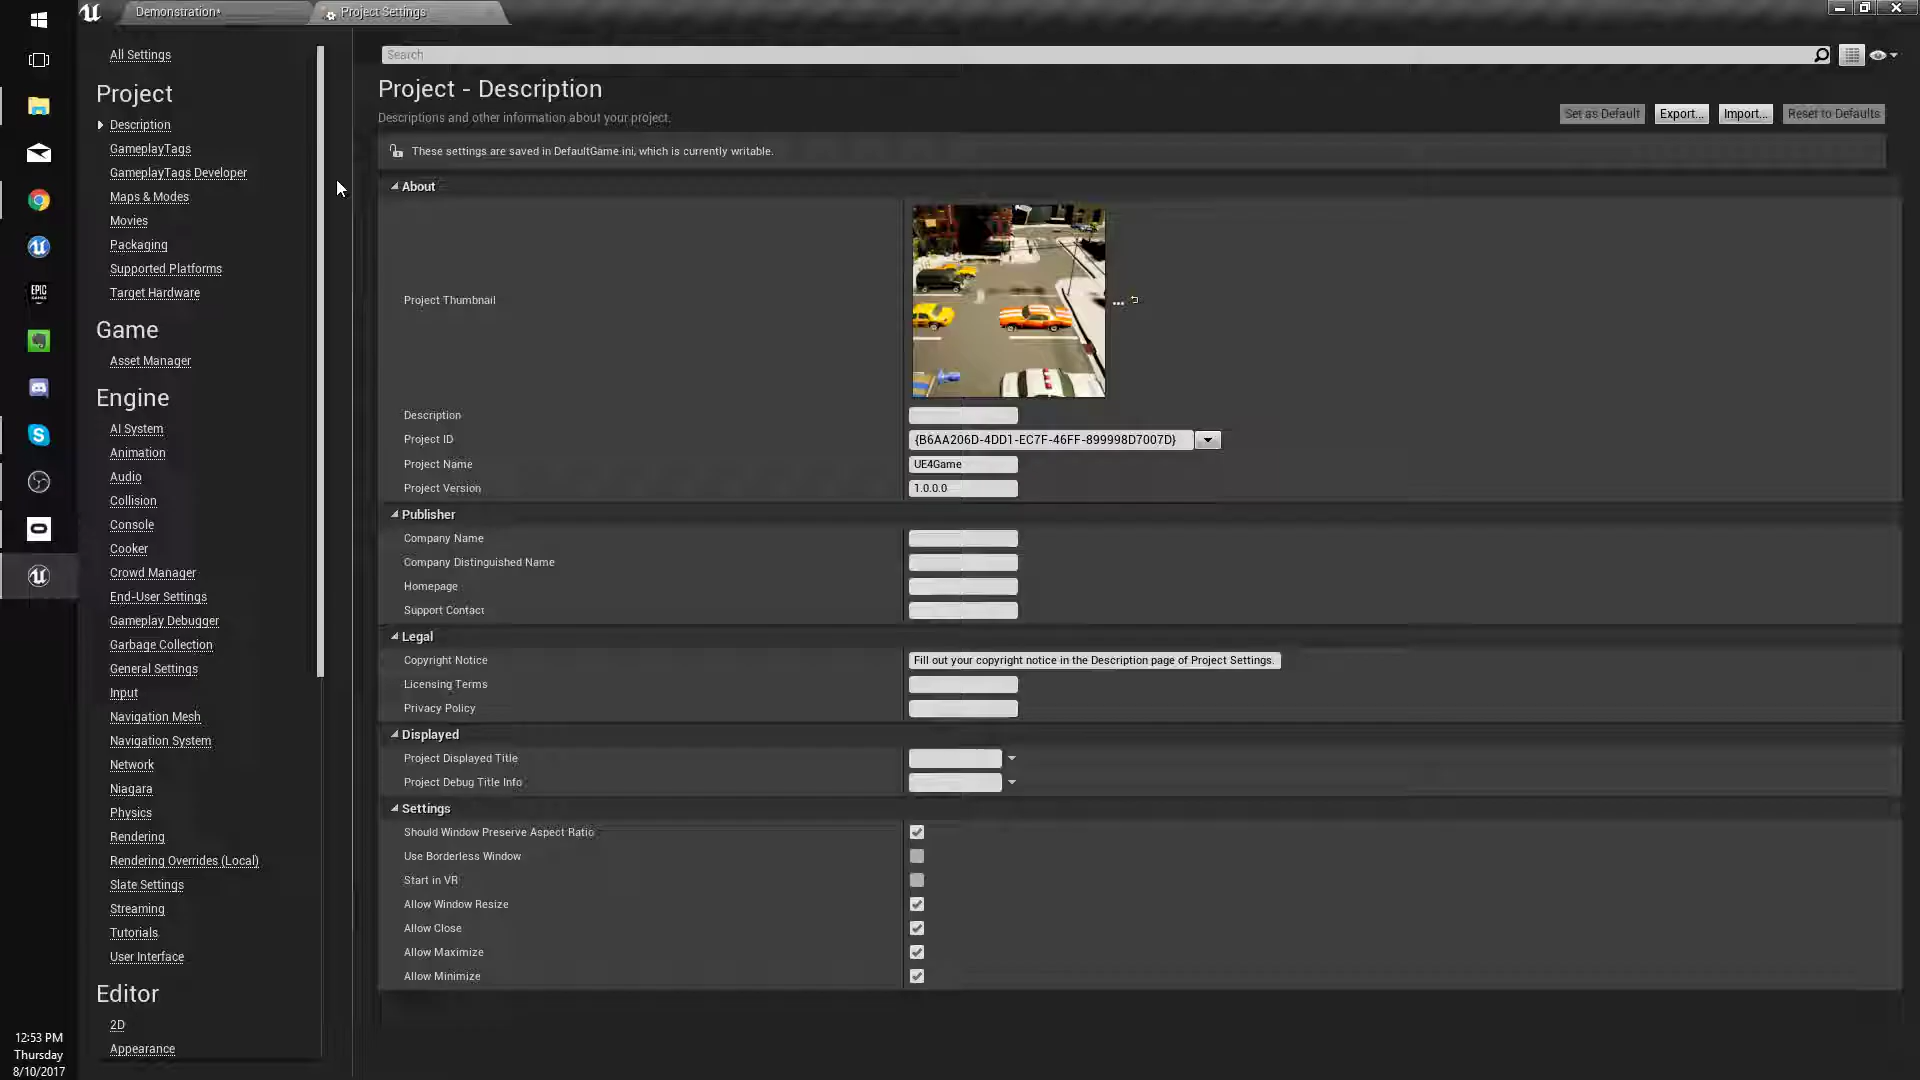 Demonstration*
Project Settings
All Settings
Project
Description
GameplayTags
GameplayTags Developer
Maps & Modes
Movies
Packaging
Supported Platforms
Target Hardware
Game
Asset Manager
Engine
AI System
Animation
Audio
Collision
Console
Cooker
Crowd Manager
End-User Settings
Gameplay Debugger
Garbage Collection
General Settings
Input
Navigation Mesh
Navigation System
Network
Niagara
Physics
Rendering
Rendering Overrides (Local)
Slate Settings
Streaming
Tutorials
User Interface
Editor
2D
Appearance
Search
Project - Description
Descriptions and other information about your project.
Set as Default
Export...
Import...
Reset to Defaults
These settings are saved in DefaultGame.ini, which is currently writable.
About
Project Thumbnail
...
Description
Project ID
{B6AA206D-4DD1-EC7F-46FF-899998D7007D}
Project Name
UE4Game
Project Version
1.0.0.0
Publisher
Company Name
Company Distinguished Name
Homepage
Support Contact
Legal
Copyright Notice
Fill out your copyright notice in the Description page of Project Settings.
Licensing Terms
Privacy Policy
Displayed
Project Displayed Title
Project Debug Title Info
Settings
Should Window Preserve Aspect Ratio
Use Borderless Window
Start in VR
Allow Window Resize
Allow Close
Allow Maximize
Allow Minimize
EPIC
GAMES
12:53 PM
Thursday
8/10/2017